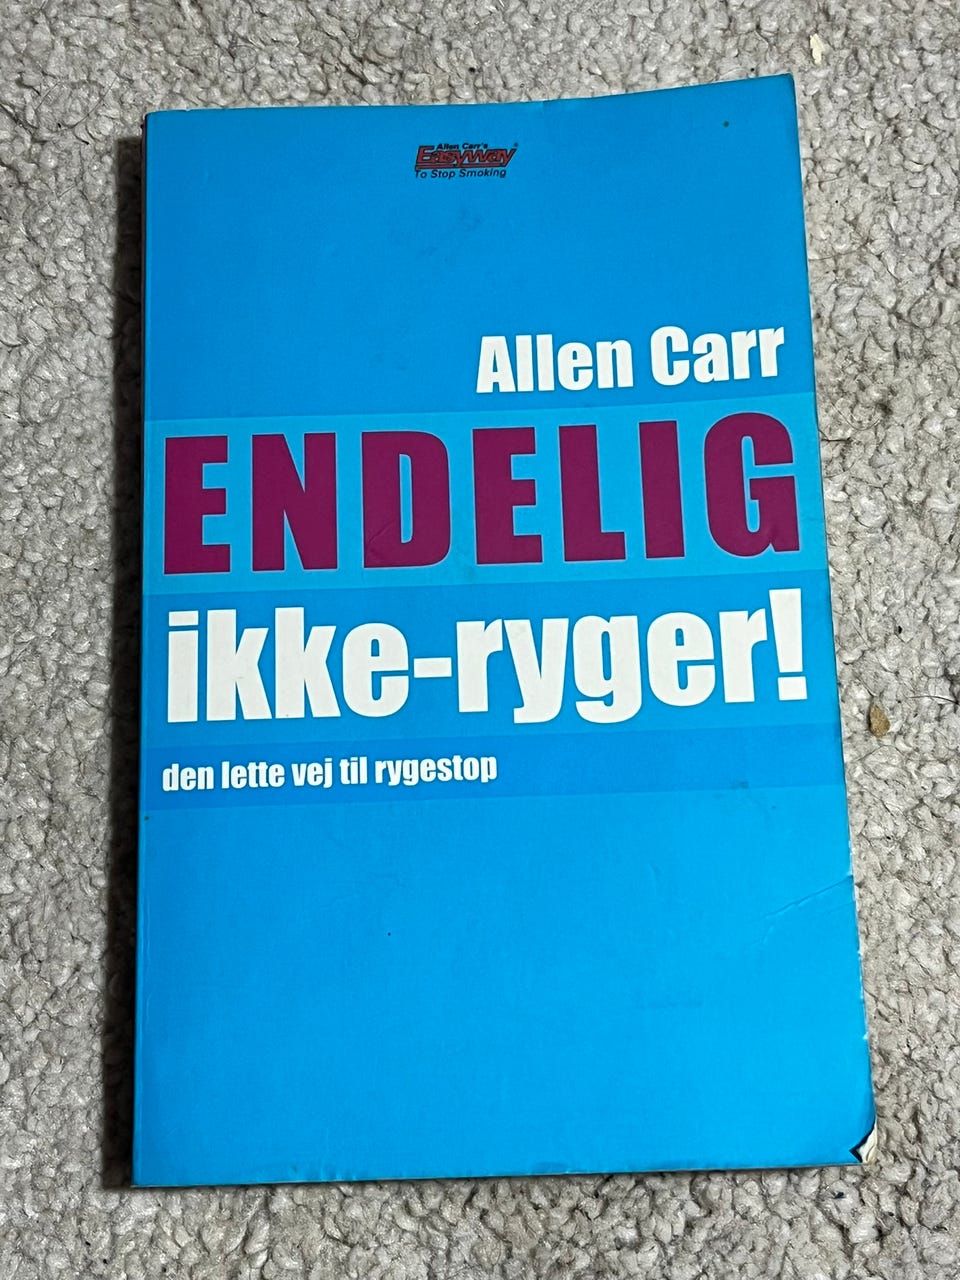 Allen Carr's
Easyway®
To Stop Smoking
Allen Carr
ENDELIG
ikke-ryger!
den lette vej til rygestop